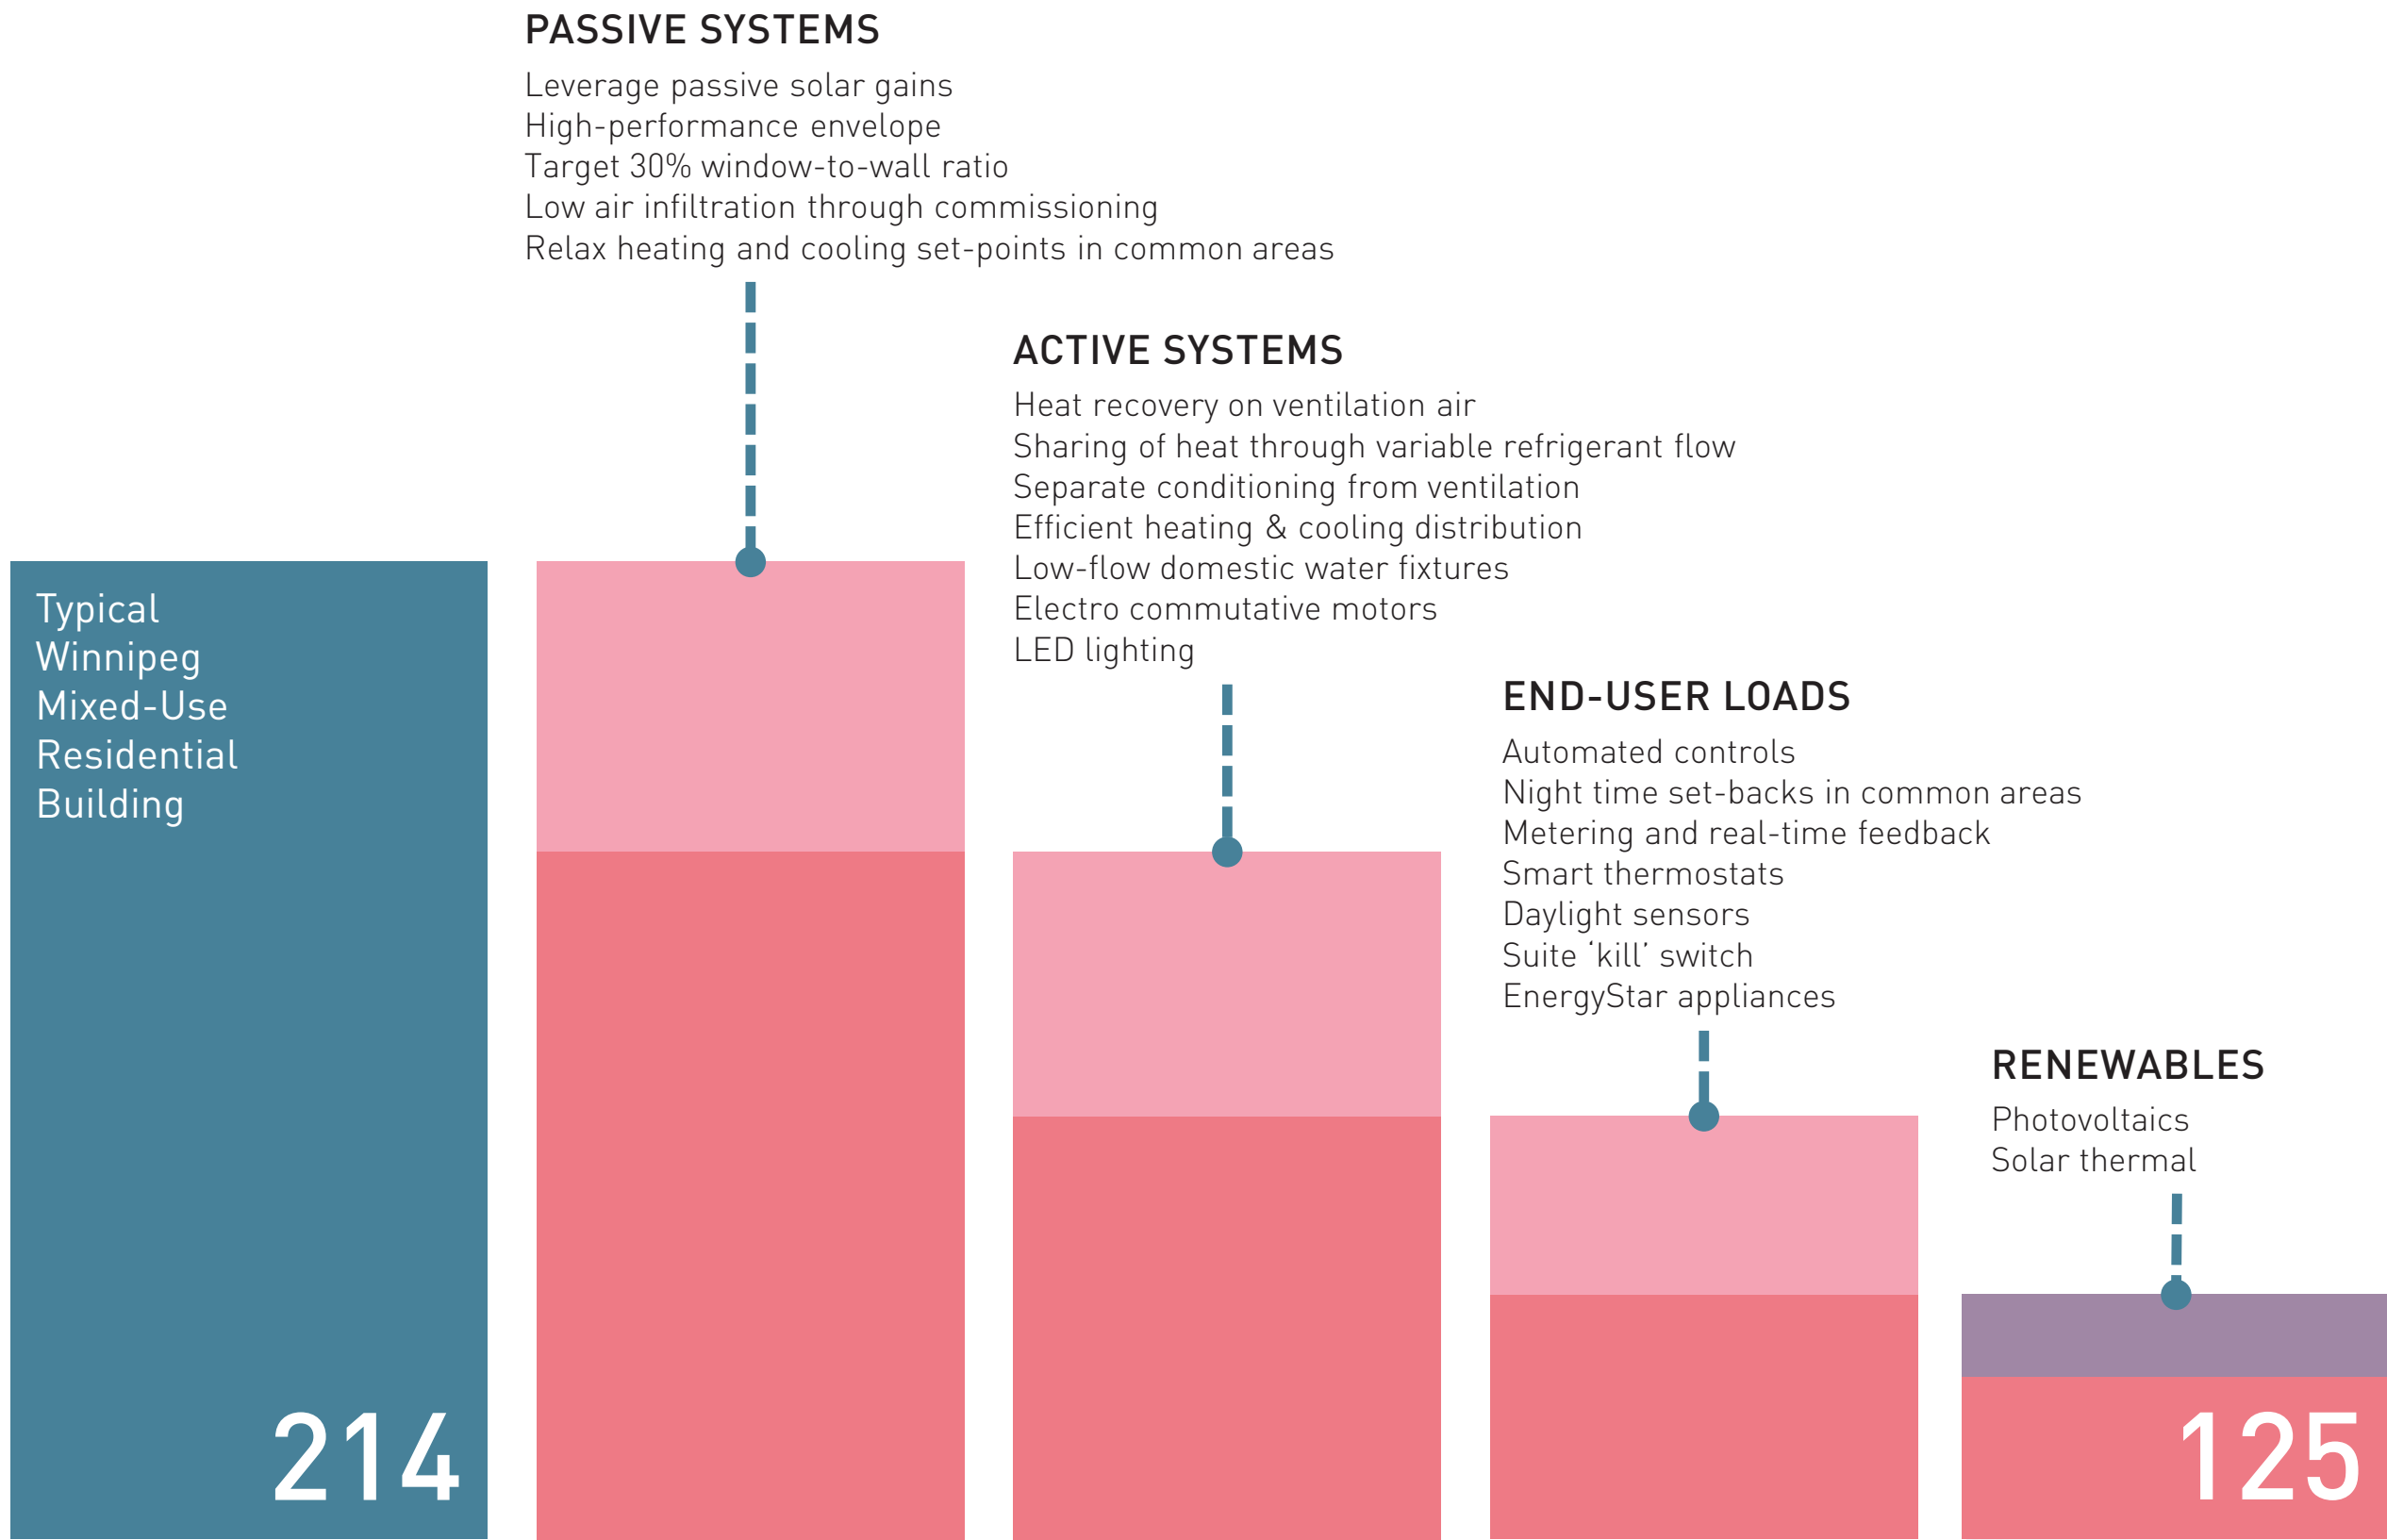 PASSIVE SYSTEMS
Leverage passive solar gains
High-performance envelope
Target 30% window-to-wall ratio
Low air infiltration through commissioning
Relax heating and cooling set-points in common areas
ACTIVE SYSTEMS
Heat recovery on ventilation air
Sharing of heat through variable refrigerant flow
Separate conditioning from ventilation
Efficient heating & cooling distribution
Low-flow domestic water fixtures
Electro commutative motors
LED lighting
Typical
Winnipeg
Mixed-Use
Residential
Building
214
END-USER LOADS
Automated controls
Night time set-backs in common areas
Metering and real-time feedback
Smart thermostats
Daylight sensors
Suite ‘kill’ switch
EnergyStar appliances
RENEWABLES
Photovoltaics
Solar thermal
125